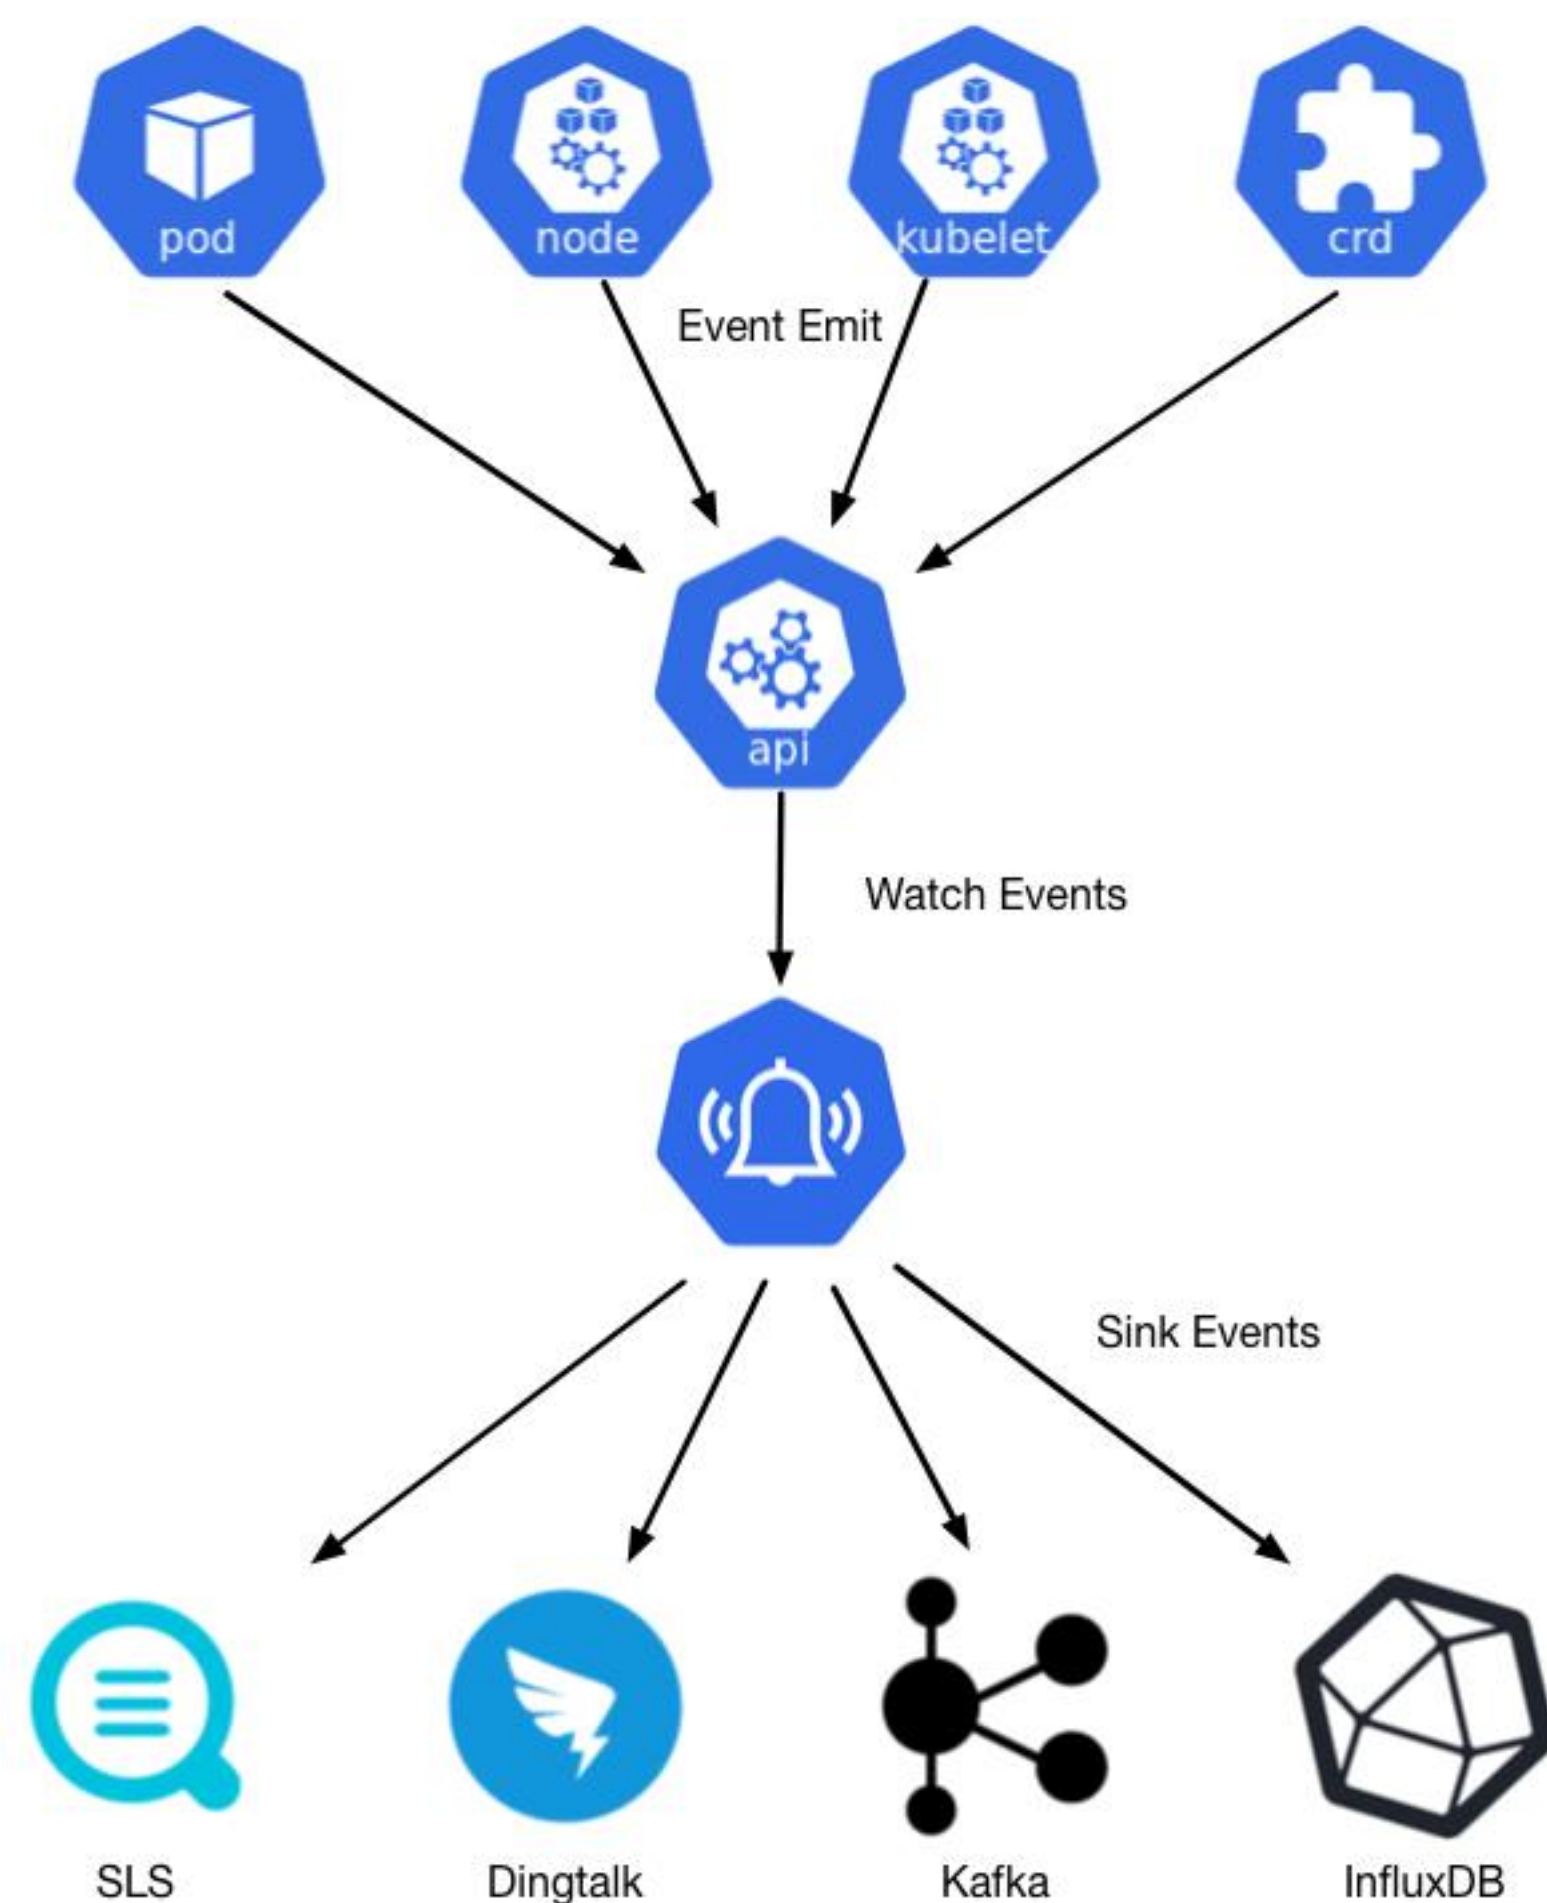 pod
node
kubelet
crd
Event Emit
api
Watch Events
Sink Events
SLS
Dingtalk
Kafka
InfluxDB